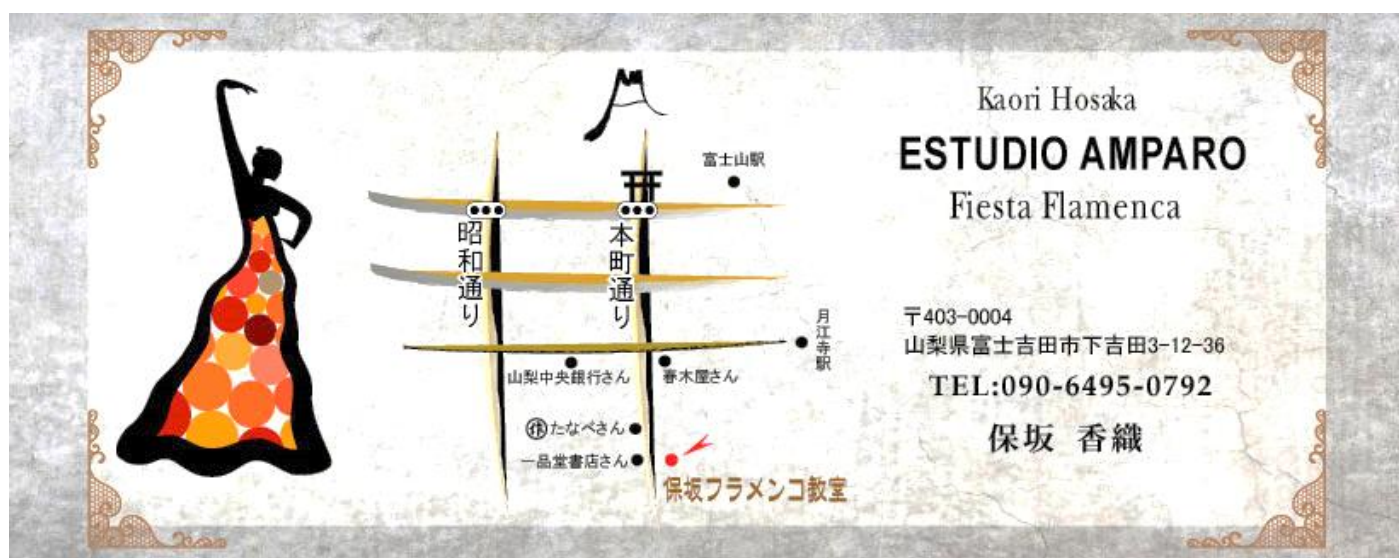 富士山駅
昭和通り
本町通り
月江寺駅
山梨中央銀行さん
春木屋さん
㋿たなべさん
一品堂書店さん
保坂フラメンコ教室
Kaori Hosaka
ESTUDIO AMPARO
Fiesta Flamenca
〒403-0004
山梨県富士吉田市下吉田3-12-36
TEL:090-6495-0792
保坂 香織